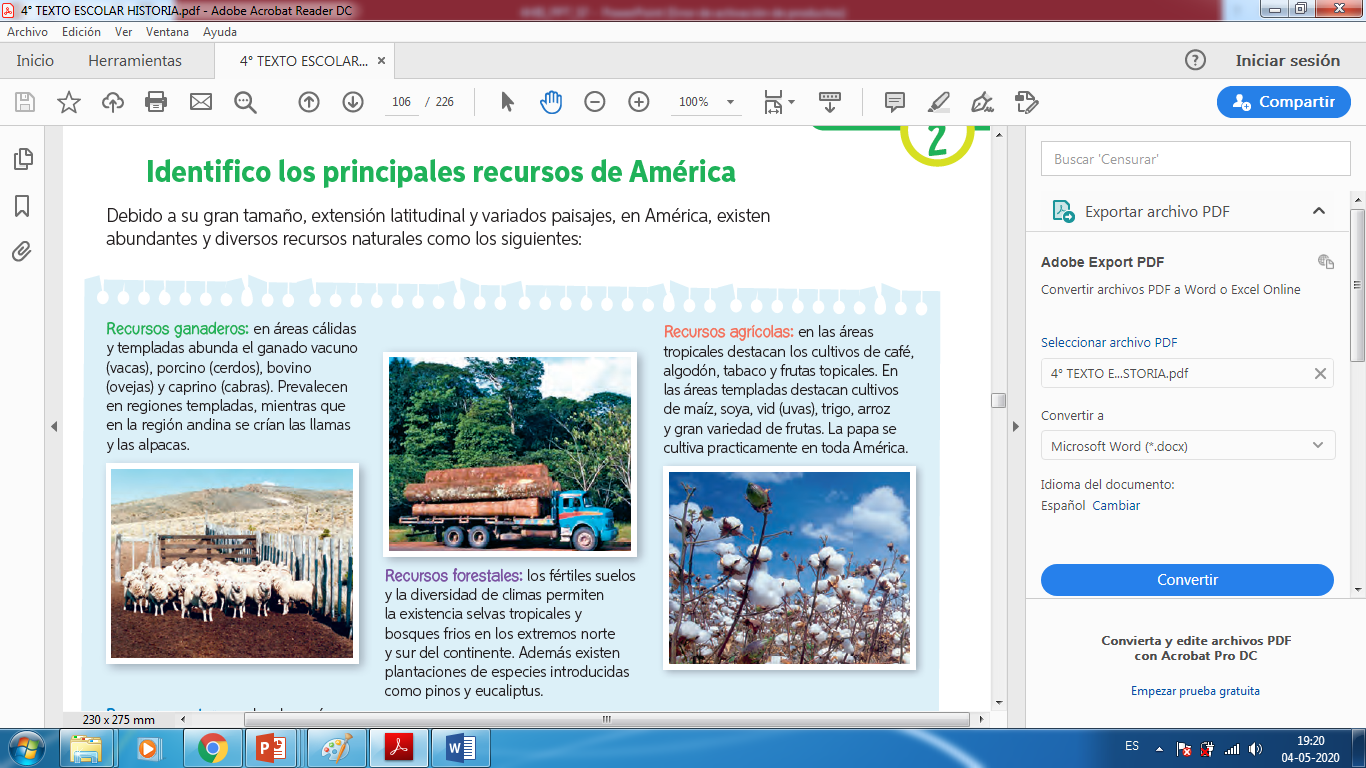 4° TEXTO ESCOLAR HISTORIA.pdf - Adobe Acrobat Reader DC
Archivo Edición Ver Ventana Ayuda
Inicio Herramientas 4° TEXTO ESCOLAR... × Iniciar sesión
106 / 226 100% Compartir
2
Identifico los principales recursos de América
Debido a su gran tamaño, extensión latitudinal y variados paisajes, en América, existen
abundantes y diversos recursos naturales como los siguientes:
Recursos ganaderos: en áreas cálidas
y templadas abunda el ganado vacuno
(vacas), porcino (cerdos), bovino
(ovejas) y caprino (cabras). Prevalecen
en regiones templadas, mientras que
en la región andina se crían las llamas
y las alpacas.
Recursos forestales: los fértiles suelos
y la diversidad de climas permiten
la existencia selvas tropicales y
bosques frios en los extremos norte
y sur del continente. Además existen
plantaciones de especies introducidas
como pinos y eucaliptus.
Recursos agrícolas: en las áreas
tropicales destacan los cultivos de café,
algodón, tabaco y frutas topicales. En
las áreas templadas destacan cultivos
de maíz, soya, vid (uvas), trigo, arroz
y gran variedad de frutas. La papa se
cultiva practicamente en toda América.
230 x 275 mm
Buscar 'Censurar'
Exportar archivo PDF
Adobe Export PDF
Convertir archivos PDF a Word o Excel Online
Seleccionar archivo PDF
4° TEXTO E...STORIA.pdf
Convertir a
Microsoft Word (*.docx)
Idioma del documento:
Español Cambiar
Convertir
Convierta y edite archivos PDF
con Acrobat Pro DC
Empezar prueba gratuita
ES 19:20
04-05-2020